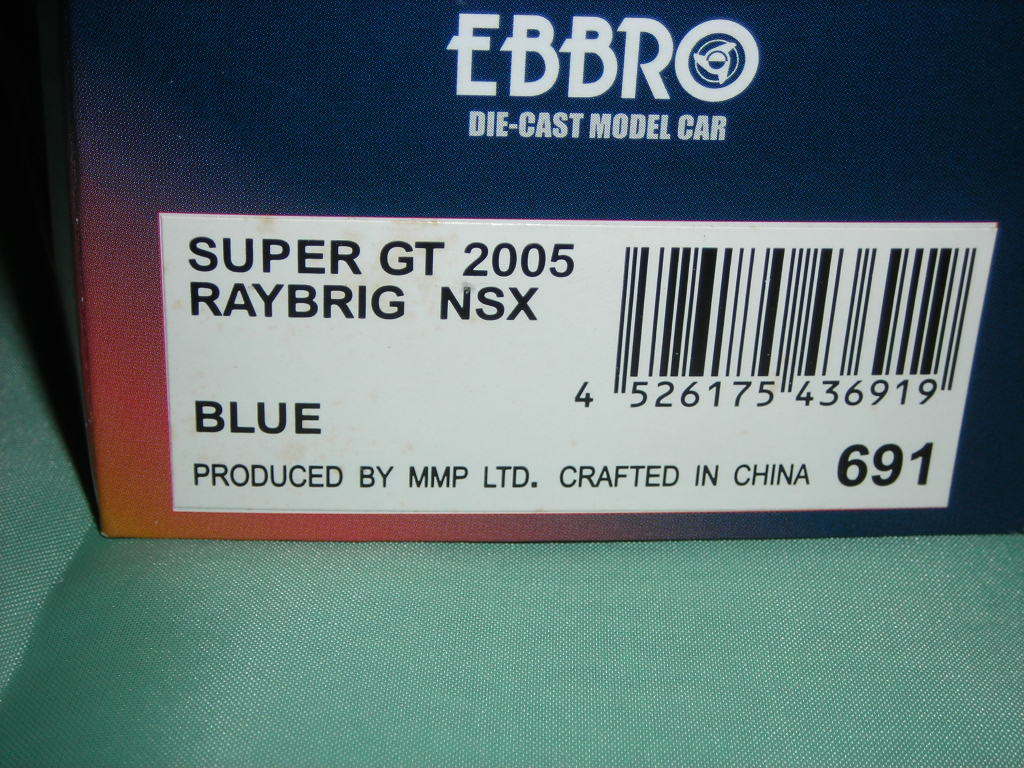 EBBRO
DIE-CAST MODEL CAR
SUPER GT 2005
RAYBRIG NSX
BLUE
4 526175 436919
PRODUCED BY MMP LTD. CRAFTED IN CHINA 691